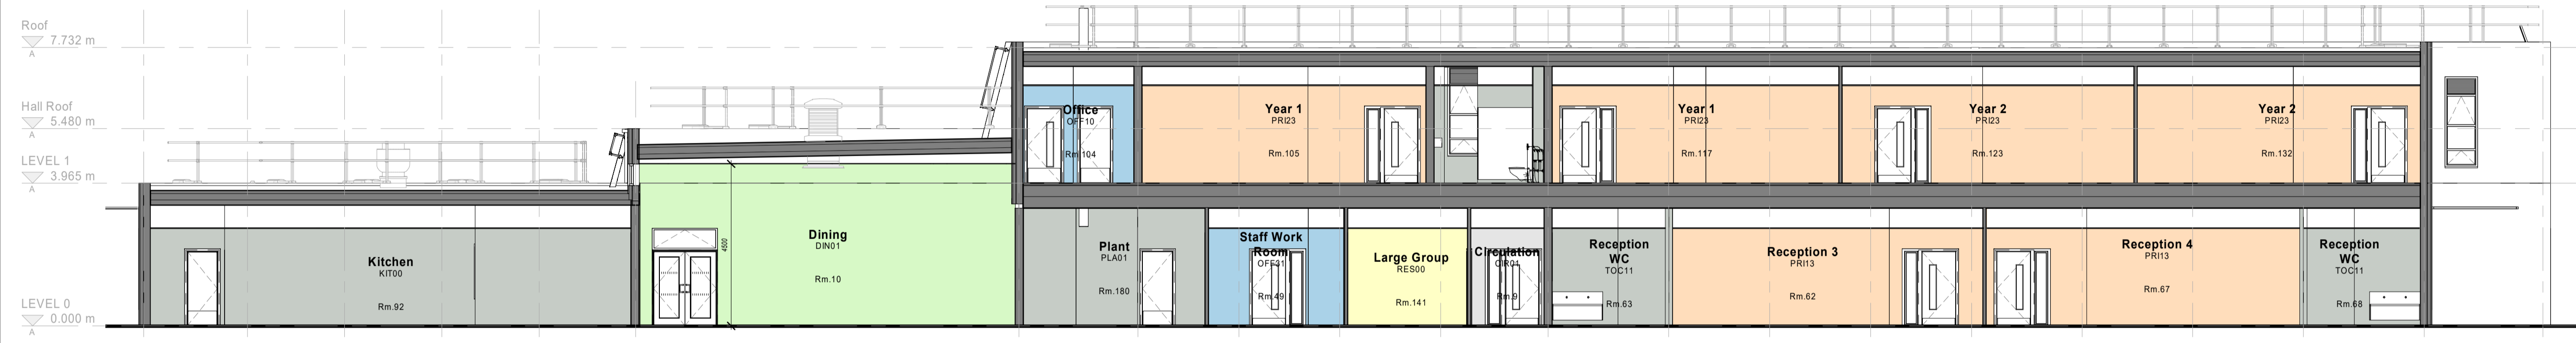 Roof
7.732 m
A
Hall Roof
5.480 m
A
LEVEL 1
3.965 m
A
LEVEL 0
0.000 m
A
Office
OFF10
Rm.104
Year 1
PRI23
Rm.105
Year 1
PRI23
Rm.117
Year 2
PRI23
Rm.123
Year 2
PRI23
Rm.132
Kitchen
KIT00
Rm.92
4500
Dining
DIN01
Rm.10
Plant
PLA01
Rm.180
Staff Work
Room
OFF31
Rm.49
Large Group
RES00
Rm.141
Circulation
CIR01
Rm.9
Reception
WC
TOC11
Rm.63
Reception 3
PRI13
Rm.62
Reception 4
PRI13
Rm.67
Reception
WC
TOC11
Rm.68